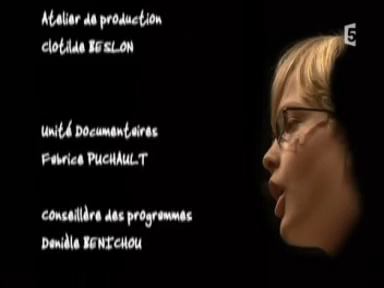 Atelier de production
Clotilde BESLON
5
Unité Documentaires
Fabrice PUCHAULT
Conseillère des programmes
Danièle BENICHOU